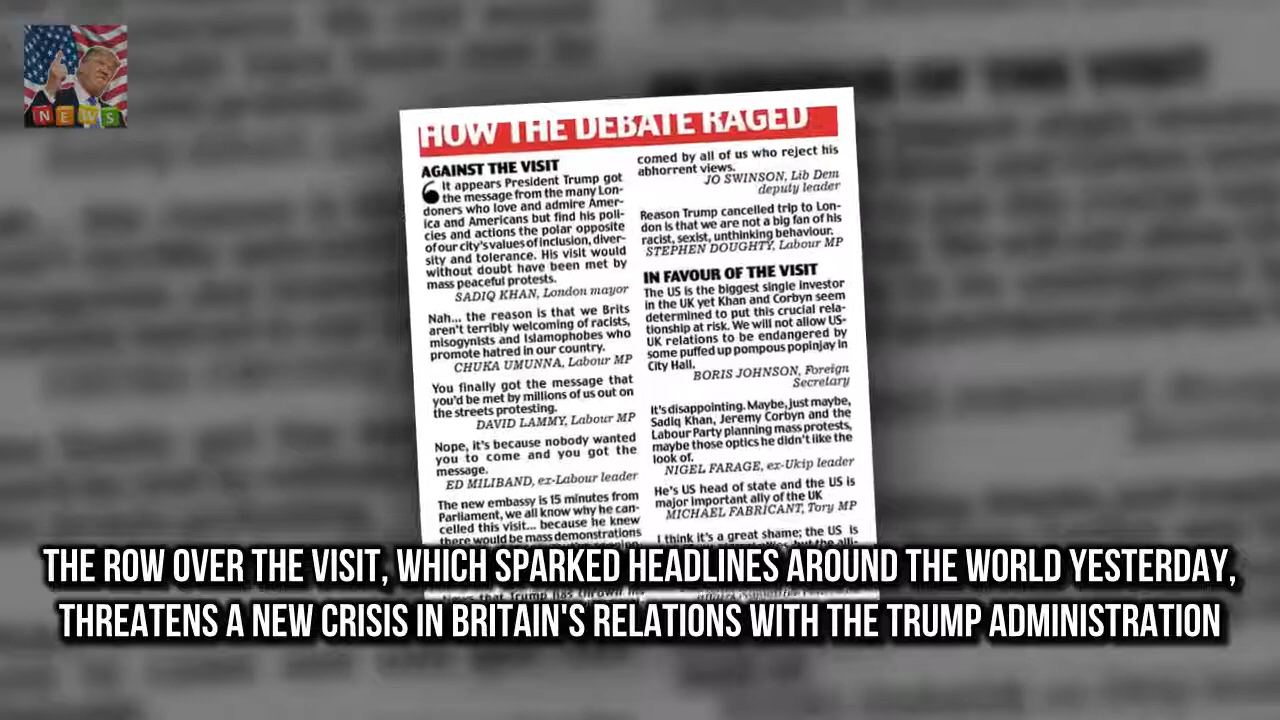 NEWS
HOW THE DEBATE RAGED
AGAINST THE VISIT
It appears President Trump got
the message from the many Lon-
doners who love and admire Amer-
ica and Americans but find his poli-
cies and actions the polar opposite
of our city's values of inclusion, diver-
sity and tolerance. His visit would
without doubt have been met by
mass peaceful protests.
SADIQ KHAN, London mayor
Nah... the reason is that we Brits
aren't terribly welcoming of racists,
misogynists and Islamophobes who
promote hatred in our country.
CHUKA UMUNNA, Labour MP
You finally got the message that
you'd be met by millions of us out on
the streets protesting.
DAVID LAMMY, Labour MP
Nope, it's because nobody wanted
you to come and you got the
message.
ED MILIBAND, ex-Labour leader
The new embassy is 15 minutes from
Parliament, we all know why he can-
celled this visit... because he knew
there would be mass demonstrations
comed by all of us who reject his
abhorrent views.
JO SWINSON, Lib Dem
deputy leader
Reason Trump cancelled trip to Lon-
don is that we are not a big fan of his
racist, sexist, unthinking behaviour.
STEPHEN DOUGHTY, Labour MP
IN FAVOUR OF THE VISIT
The US is the biggest single investor
in the UK yet Khan and Corbyn seem
determined to put this crucial rela-
tionship at risk. We will not allow US-
UK relations to be endangered by
some puffed up pompous popinjay in
City Hall.
BORIS JOHNSON, Foreign
Secretary
It's disappointing. Maybe, just maybe,
Sadiq Khan, Jeremy Corbyn and the
Labour Party planning mass protests,
maybe those optics he didn't like the
look of.
NIGEL FARAGE, ex-Ukip leader
He's US head of state and the US is
major important ally of the UK
MICHAEL FABRICANT, Tory MP
I think it's a great shame; the US is
THE ROW OVER THE VISIT, WHICH SPARKED HEADLINES AROUND THE WORLD YESTERDAY,
THREATENS A NEW CRISIS IN BRITAIN'S RELATIONS WITH THE TRUMP ADMINISTRATION